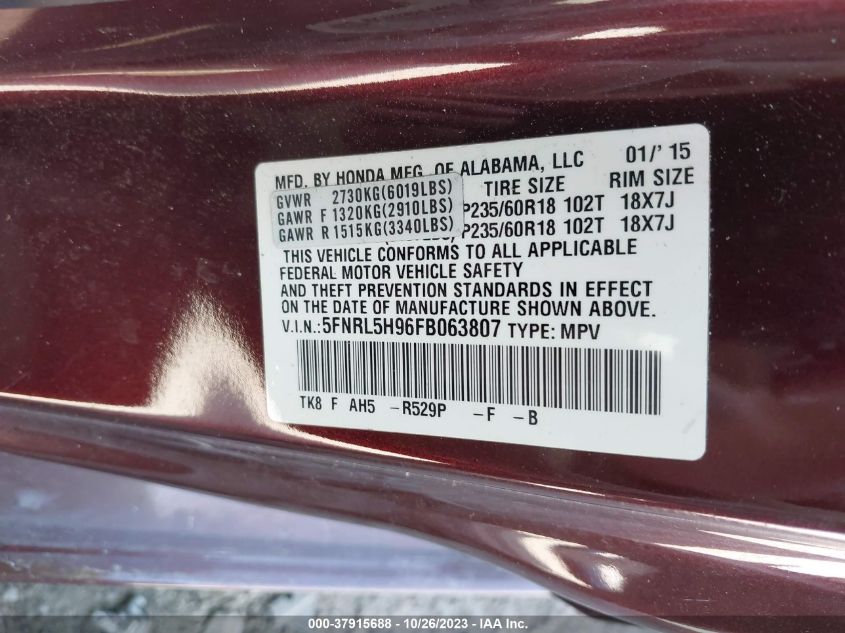 MFD. BY HONDA MFG. OF ALABAMA, LLC 01/' 15
TIRE SIZE RIM SIZE
GVWR 2730KG(6019LBS)
GAWR F 1320KG(2910LBS) P235/60R18 102T 18X7J
GAWR R 1515KG(3340LBS) P235/60R18 102T 18X7J
THIS VEHICLE CONFORMS TO ALL APPLICABLE
FEDERAL MOTOR VEHICLE SAFETY
AND THEFT PREVENTION STANDARDS IN EFFECT
ON THE DATE OF MANUFACTURE SHOWN ABOVE.
V.I.N.:5FNRL5H96FB063807 TYPE: MPV
TK8 F AH5 -R529P -F -B
000-37915688 - 10/26/2023 - IAA Inc.